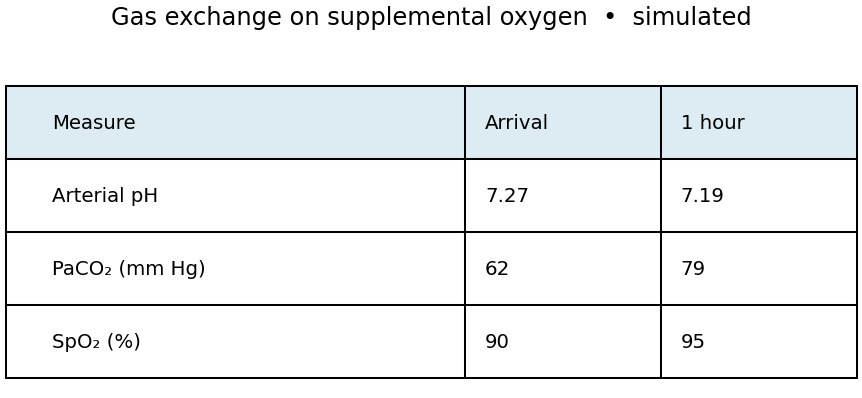 Gas exchange on supplemental oxygen • simulated
Measure Arrival 1 hour
Arterial pH 7.27 7.19
PaCO₂ (mm Hg) 62 79
SpO₂ (%) 90 95